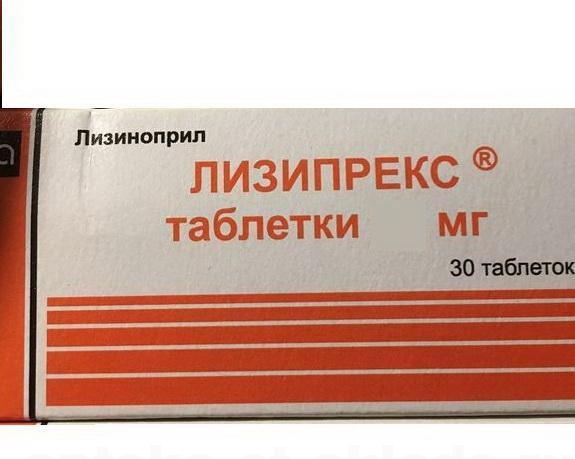 а
Лизиноприл
ЛИЗИПРЕКС ®
таблетки мг
30 таблеток